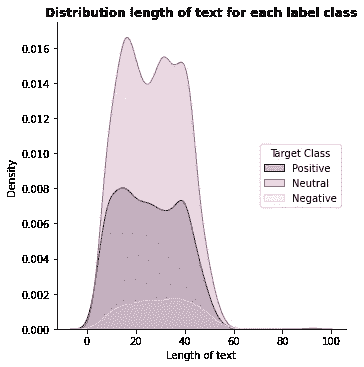 Distribution length of text for each label class
0.016
0.014
0.012
0.010
0.008
0.006
0.004
0.002
0.000
Density
Target Class
Positive
Neutral
Negative
0 20 40 60 80 100
Length of text